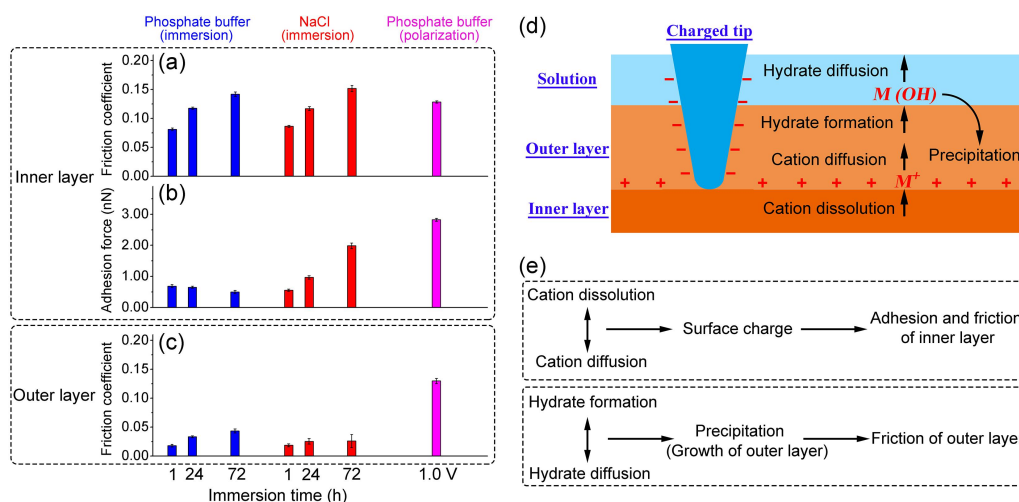 Phosphate buffer
(immersion)
NaCl
(immersion)
Phosphate buffer
(polarization)
Inner layer
(a)
Friction coefficient
0.20
0.15
0.10
0.05
0.00
(b)
Adhesion force (nN)
3.00
2.00
1.00
0.00
Outer layer
(c)
Friction coefficient
0.20
0.15
0.10
0.05
0.00
1 24 72 1 24 72 1.0 V
Immersion time (h)
(d)
Charged tip
Solution
Hydrate diffusion
M (OH)
Hydrate formation
Outer layer
Cation diffusion
Precipitation
− − − − − − − − − −
+ + + + + M+ + + + +
Inner layer
Cation dissolution
(e)
Cation dissolution
Cation diffusion
Surface charge
Adhesion and friction
of inner layer
Hydrate formation
Hydrate diffusion
Precipitation
(Growth of outer layer)
Friction of outer layer